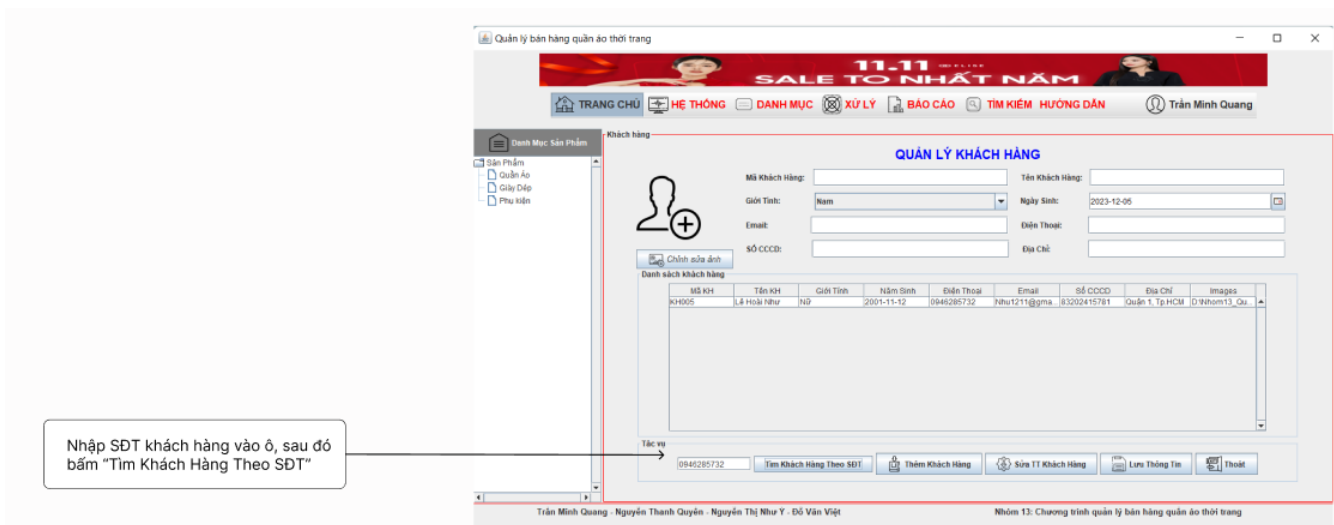 Quản lý bán hàng quần áo thời trang
11.11
SALE TO NHẤT NĂM
TRANG CHỦ HỆ THỐNG DANH MỤC XỬ LÝ BÁO CÁO TÌM KIẾM HƯỚNG DẪN Trần Minh Quang
Danh Mục Sản Phẩm
Sản Phẩm
Quần Áo
Giày Dép
Phụ kiện
Khách hàng
QUẢN LÝ KHÁCH HÀNG
Mã Khách Hàng: Tên Khách Hàng:
Giới Tính: Nam Ngày Sinh: 2023-12-05
Email: Điện Thoại:
SỐ CCCD: Địa Chỉ:
Chỉnh sửa ảnh
Danh sách khách hàng
Mã KH Tên KH Giới Tính Năm Sinh Điện Thoại Email Số CCCD Địa Chỉ Images
KH005 Lê Hoài Như Nữ 2001-11-12 0946285732 Nhu1211@gma... 83202415781 Quận 1, Tp.HCM D:\Nhom13_Qu...
Nhập SĐT khách hàng vào ô, sau đó
bấm “Tìm Khách Hàng Theo SĐT”
Tác vụ
0946285732 Tìm Khách Hàng Theo SĐT Thêm Khách Hàng Sửa TT Khách Hàng Lưu Thông Tin Thoát
Trần Minh Quang - Nguyễn Thanh Quyên - Nguyễn Thị Như Ý - Đỗ Văn Việt Nhóm 13: Chương trình quản lý bán hàng quần áo thời trang